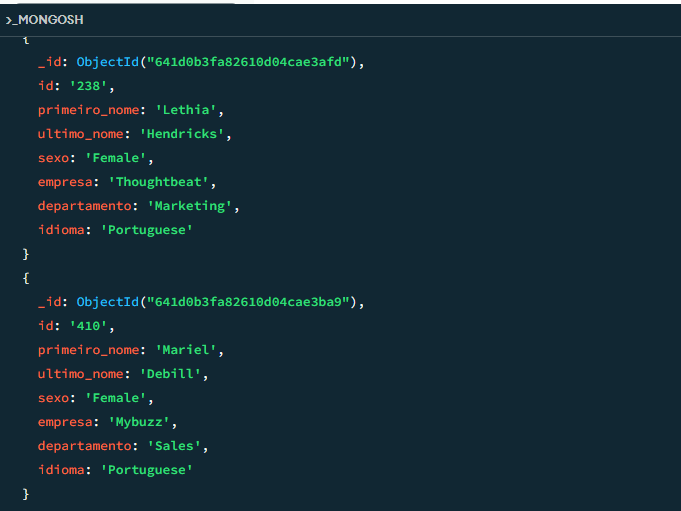 >_MONGOSH
{
_id: ObjectId("641d0b3fa82610d04cae3afd"),
id: '238',
primeiro_nome: 'Lethia',
ultimo_nome: 'Hendricks',
sexo: 'Female',
empresa: 'Thoughtbeat',
departamento: 'Marketing',
idioma: 'Portuguese'
}
{
_id: ObjectId("641d0b3fa82610d04cae3ba9"),
id: '410',
primeiro_nome: 'Mariel',
ultimo_nome: 'Debill',
sexo: 'Female',
empresa: 'Mybuzz',
departamento: 'Sales',
idioma: 'Portuguese'
}